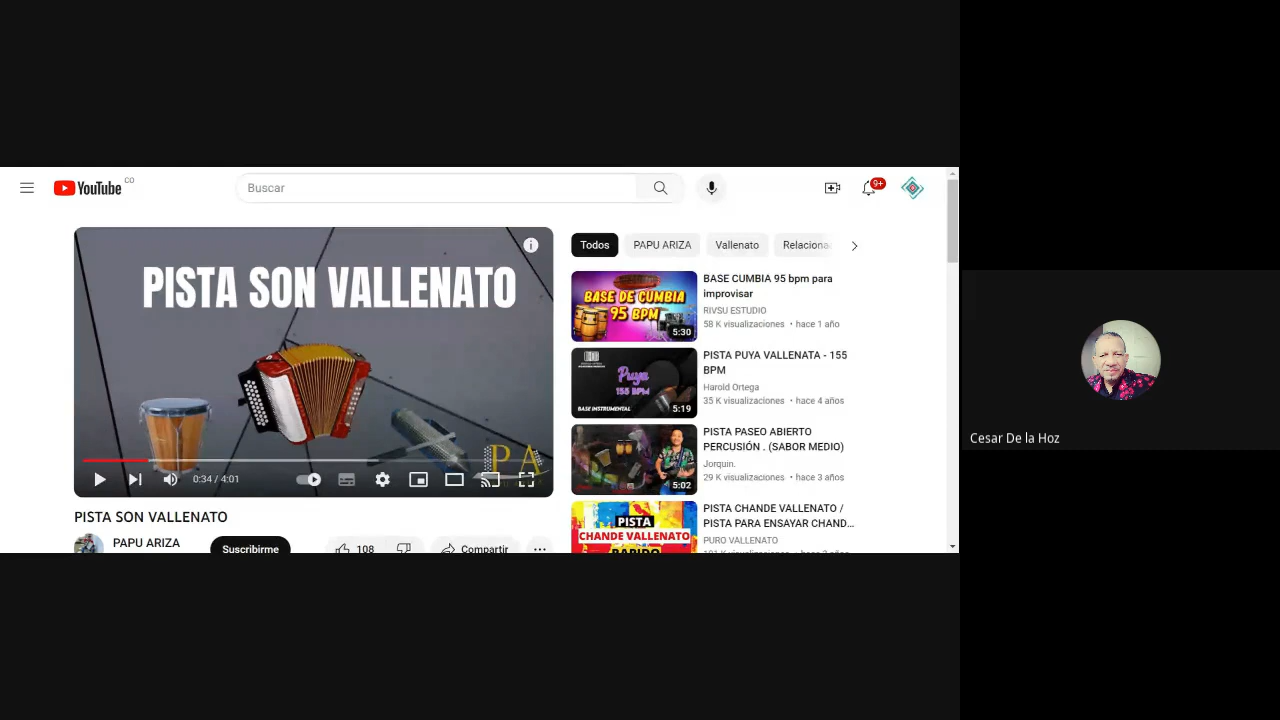 YouTube CO
Buscar
9+
PISTA SON VALLENATO
P A
0:34 / 4:01
PISTA SON VALLENATO
PAPU ARIZA
Suscribirme
108
Compartir
Todos
PAPU ARIZA
Vallenato
Relaciona
BASE DE CUMBIA
95 BPM
5:30
BASE CUMBIA 95 bpm para
improvisar
RIVSU ESTUDIO
58 K visualizaciones • hace 1 año
Puya
155 BPM
BASE INSTRUMENTAL
5:19
PISTA PUYA VALLENATA - 155
BPM
Harold Ortega
35 K visualizaciones • hace 4 años
5:02
PISTA PASEO ABIERTO
PERCUSIÓN . (SABOR MEDIO)
Jorquin.
29 K visualizaciones • hace 3 años
PISTA
CHANDE VALLENATO
RAPIDO
PISTA CHANDE VALLENATO /
PISTA PARA ENSAYAR CHAND...
PURO VALLENATO
Cesar De la Hoz